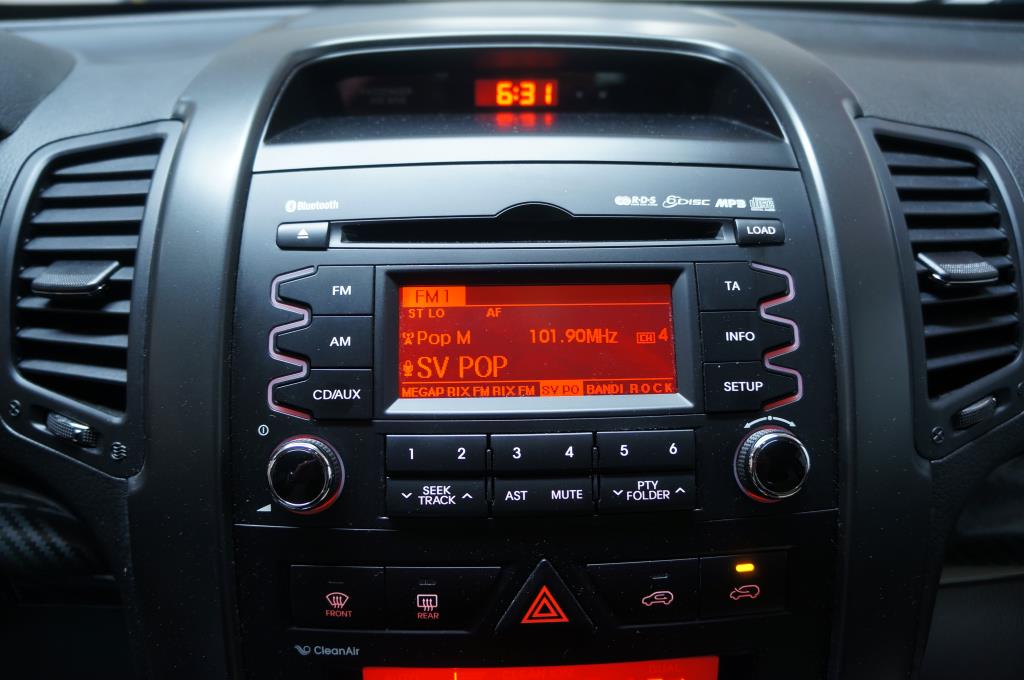 6:31
Bluetooth
R·D·S DISC MP3
LOAD
FM
AM
CD/AUX
FM1
ST LO AF
Pop M 101.90MHz CH 4
SV POP
MEGAP RIX FM RIX FM SV PO BANDI ROCK
TA
INFO
SETUP
1 2 3 4 5 6
SEEK
TRACK
AST MUTE
PTY
FOLDER
FRONT
REAR
CleanAir